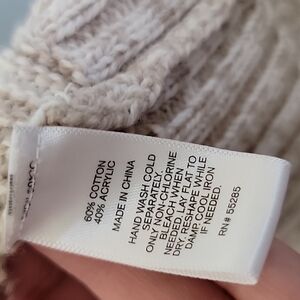 60% COTTON
40% ACRYLIC
MADE IN CHINA
HAND WASH COLD
SEPARATELY.
ONLY NON-CHLORINE
BLEACH WHEN
NEEDED. LAY FLAT TO
DRY. RESHAPE WHILE
DAMP. COOL IRON
IF NEEDED.
RN# 55285